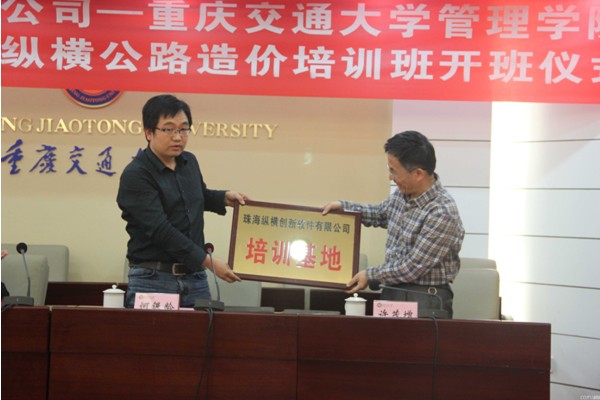 公司—重庆交通大学管理学院
纵横公路造价培训班开班仪式
NG JIAOTONG UNIVERSITY
重庆交通
珠海纵横创新软件有限公司
培训基地